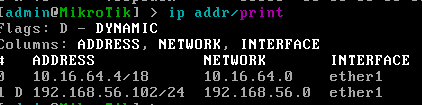 [admin@MikroTik] > ip addr/print
Flags: D - DYNAMIC
Columns: ADDRESS, NETWORK, INTERFACE
#   ADDRESS            NETWORK       INTERFACE
0   10.16.64.4/18      10.16.64.0    ether1
1 D 192.168.56.102/24  192.168.56.0  ether1